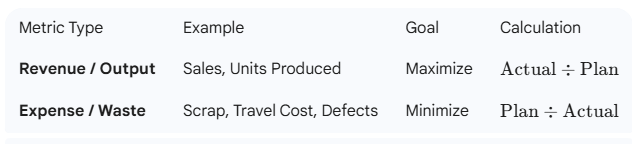 Metric Type Example Goal Calculation
Revenue / Output Sales, Units Produced Maximize Actual ÷ Plan
Expense / Waste Scrap, Travel Cost, Defects Minimize Plan ÷ Actual